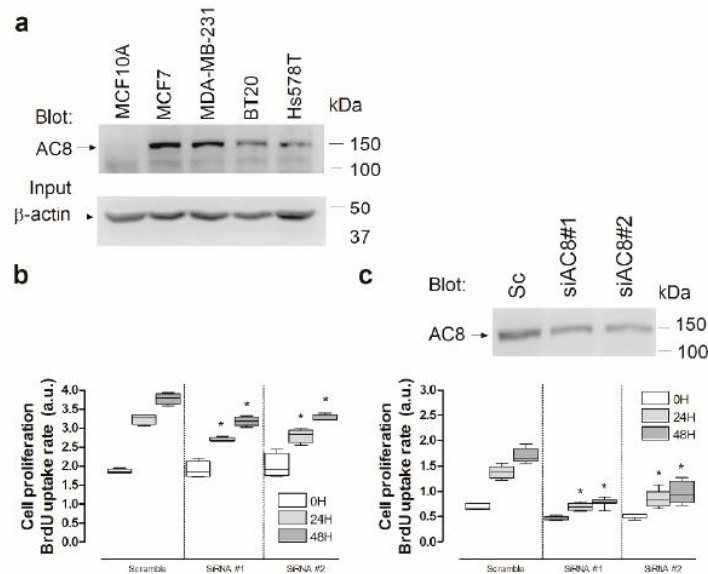 a
MCF10A
MCF7
MDA-MB-231
BT20
Hs578T
Blot:
kDa
AC8
150
100
Input
β-actin
50
37
b
Cell proliferation
BrdU uptake rate (a.u.)
4.0
3.5
3.0
2.5
2.0
1.5
1.0
0.5
0.0
* * * *
0H
24H
48H
Scramble SiRNA #1 SiRNA #2
c
Sc
siAC8#1
siAC8#2
Blot:
kDa
AC8
150
100
Cell proliferation
BrdU uptake rate (a.u.)
3.0
2.5
2.0
1.5
1.0
0.5
0.0
0H
24H
48H
* * * *
Scramble SiRNA #1 SiRNA #2